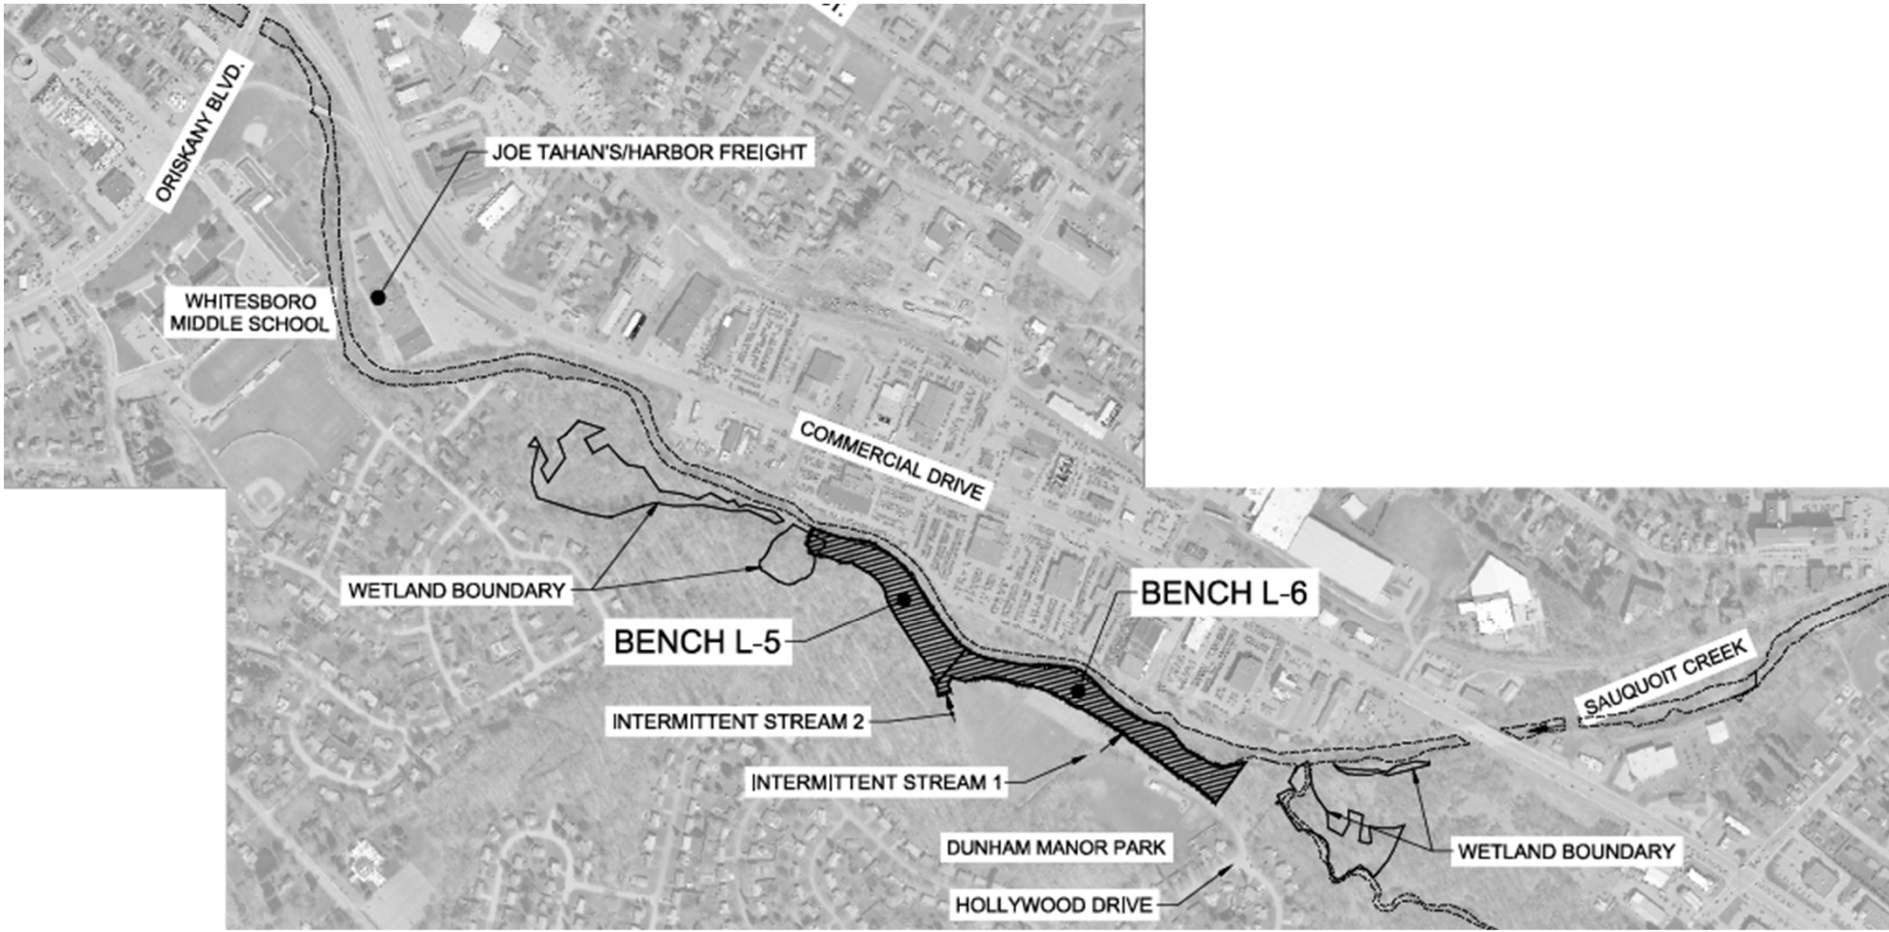 ORISKANY BLVD.
JOE TAHAN'S/HARBOR FREIGHT
WHITESBORO
MIDDLE SCHOOL
COMMERCIAL DRIVE
WETLAND BOUNDARY
BENCH L-6
BENCH L-5
SAUQUOIT CREEK
INTERMITTENT STREAM 2
INTERMITTENT STREAM 1
DUNHAM MANOR PARK
WETLAND BOUNDARY
HOLLYWOOD DRIVE